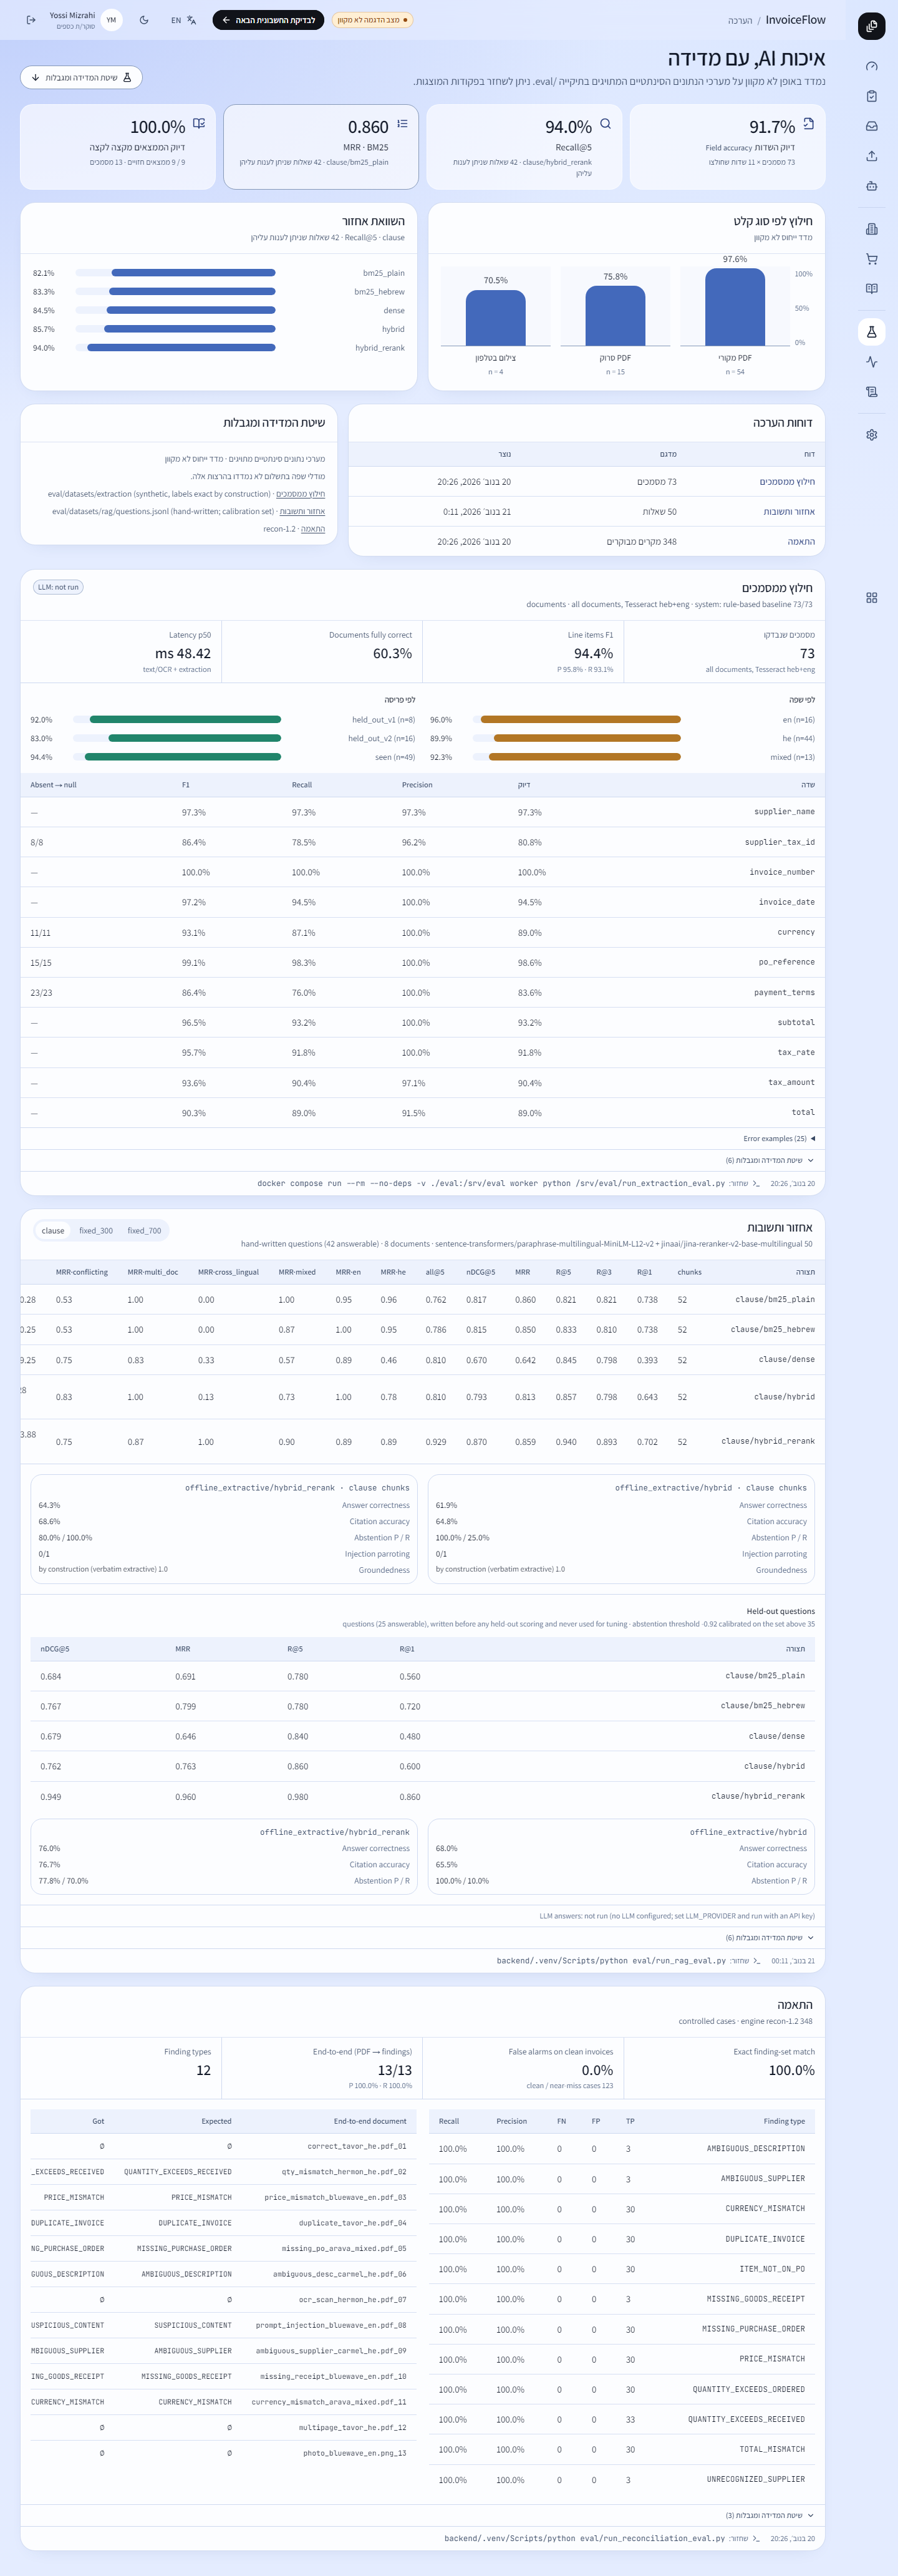 InvoiceFlow / הערכה
מצב הדגמה לא מקוון
לבדיקת החשבונית הבאה
EN
YM
Yossi Mizrahi
סוקר/ת כספים
איכות AI, עם מדידה
נמדד באופן לא מקוון על מערכי הנתונים הסינתטיים המתויגים בתיקייה eval/. ניתן לשחזר בפקודות המוצגות.
שיטת המדידה ומגבלות
91.7%
דיוק השדות Field accuracy
73 מסמכים × 11 שדות שחולצו
94.0%
Recall@5
clause/hybrid_rerank · 42 שאלות שניתן לענות עליהן
0.860
MRR · BM25
clause/bm25_plain · 42 שאלות שניתן לענות עליהן
100.0%
דיוק הממצאים מקצה לקצה
9 / 9 ממצאים חזויים · 13 מסמכים
חילוץ לפי סוג קלט
מדד ייחוס לא מקוון
100%
50%
0%
97.6%
PDF מקורי
n = 54
75.8%
PDF סרוק
n = 15
70.5%
צילום בטלפון
n = 4
השוואת אחזור
Recall@5 · clause · 42 שאלות שניתן לענות עליהן
bm25_plain 82.1%
bm25_hebrew 83.3%
dense 84.5%
hybrid 85.7%
hybrid_rerank 94.0%
דוחות הערכה
דוח מדגם נוצר
חילוץ ממסמכים 73 מסמכים 20 בנוב׳ 2026, 20:26
אחזור ותשובות 50 שאלות 21 בנוב׳ 2026, 0:11
התאמה 348 מקרים מבוקרים 20 בנוב׳ 2026, 20:26
שיטת המדידה ומגבלות
מערכי נתונים סינתטיים מתויגים · מדד ייחוס לא מקוון
מודלי שפה בתשלום לא נמדדו בהרצות אלה.
חילוץ ממסמכים · eval/datasets/extraction (synthetic, labels exact by construction)
אחזור ותשובות · eval/datasets/rag/questions.jsonl (hand-written; calibration set)
התאמה · recon-1.2
חילוץ ממסמכים
documents · all documents, Tesseract heb+eng · system: rule-based baseline 73/73
LLM: not run
מסמכים שנבדקו
73
all documents, Tesseract heb+eng
Line items F1
94.4%
P 95.8% · R 93.1%
Documents fully correct
60.3%
Latency p50
ms 48.42
text/OCR + extraction
לפי שפה
en (n=16) 96.0%
he (n=44) 89.9%
mixed (n=13) 92.3%
לפי פריסה
held_out_v1 (n=8) 92.0%
held_out_v2 (n=16) 83.0%
seen (n=49) 94.4%
שדה דיוק Precision Recall F1 Absent → null
supplier_name 97.3% 97.3% 97.3% 97.3% —
supplier_tax_id 80.8% 96.2% 78.5% 86.4% 8/8
invoice_number 100.0% 100.0% 100.0% 100.0% —
invoice_date 94.5% 100.0% 94.5% 97.2% —
currency 89.0% 100.0% 87.1% 93.1% 11/11
po_reference 98.6% 100.0% 98.3% 99.1% 15/15
payment_terms 83.6% 100.0% 76.0% 86.4% 23/23
subtotal 93.2% 100.0% 93.2% 96.5% —
tax_rate 91.8% 100.0% 91.8% 95.7% —
tax_amount 90.4% 97.1% 90.4% 93.6% —
total 89.0% 91.5% 89.0% 90.3% —
Error examples (25)
שיטת המדידה ומגבלות (6)
20 בנוב׳, 20:26 שחזור: docker compose run --rm --no-deps -v ./eval:/srv/eval worker python /srv/eval/run_extraction_eval.py
אחזור ותשובות
hand-written questions (42 answerable) · 8 documents · sentence-transformers/paraphrase-multilingual-MiniLM-L12-v2 + jinaai/jina-reranker-v2-base-multilingual 50
clause fixed_300 fixed_700
תצורה chunks R@1 R@3 R@5 MRR nDCG@5 all@5 MRR-he MRR-en MRR-mixed MRR-cross_lingual MRR-multi_doc MRR-conflicting
clause/bm25_plain 52 0.738 0.821 0.821 0.860 0.817 0.762 0.96 0.95 1.00 0.00 1.00 0.53 0.28
clause/bm25_hebrew 52 0.738 0.810 0.833 0.850 0.815 0.786 0.95 1.00 0.87 0.00 1.00 0.53 0.25
clause/dense 52 0.393 0.798 0.845 0.642 0.670 0.810 0.46 0.89 0.57 0.33 0.83 0.75 9.25
clause/hybrid 52 0.643 0.798 0.857 0.813 0.793 0.810 0.78 1.00 0.73 0.13 1.00 0.83
clause/hybrid_rerank 52 0.702 0.893 0.940 0.859 0.870 0.929 0.89 0.89 0.90 1.00 0.87 0.75 3.88
offline_extractive/hybrid · clause chunks
Answer correctness 61.9%
Citation accuracy 64.8%
Abstention P / R 100.0% / 25.0%
Injection parroting 0/1
Groundedness by construction (verbatim extractive) 1.0
offline_extractive/hybrid_rerank · clause chunks
Answer correctness 64.3%
Citation accuracy 68.6%
Abstention P / R 80.0% / 100.0%
Injection parroting 0/1
Groundedness by construction (verbatim extractive) 1.0
Held-out questions
questions (25 answerable), written before any held-out scoring and never used for tuning · abstention threshold -0.92 calibrated on the set above 35
תצורה R@1 R@5 MRR nDCG@5
clause/bm25_plain 0.560 0.780 0.691 0.684
clause/bm25_hebrew 0.720 0.780 0.799 0.767
clause/dense 0.480 0.840 0.646 0.679
clause/hybrid 0.600 0.860 0.763 0.762
clause/hybrid_rerank 0.860 0.980 0.960 0.949
offline_extractive/hybrid
Answer correctness 68.0%
Citation accuracy 65.5%
Abstention P / R 100.0% / 10.0%
offline_extractive/hybrid_rerank
Answer correctness 76.0%
Citation accuracy 76.7%
Abstention P / R 77.8% / 70.0%
LLM answers: not run (no LLM configured; set LLM_PROVIDER and run with an API key)
שיטת המדידה ומגבלות (6)
21 בנוב׳, 00:11 שחזור: backend/.venv/Scripts/python eval/run_rag_eval.py
התאמה
controlled cases · engine recon-1.2 348
Exact finding-set match
100.0%
False alarms on clean invoices
0.0%
clean / near-miss cases 123
End-to-end (PDF → findings)
13/13
P 100.0% · R 100.0%
Finding types
12
Finding type TP FP FN Precision Recall
AMBIGUOUS_DESCRIPTION 3 0 0 100.0% 100.0%
AMBIGUOUS_SUPPLIER 3 0 0 100.0% 100.0%
CURRENCY_MISMATCH 30 0 0 100.0% 100.0%
DUPLICATE_INVOICE 30 0 0 100.0% 100.0%
ITEM_NOT_ON_PO 30 0 0 100.0% 100.0%
MISSING_GOODS_RECEIPT 3 0 0 100.0% 100.0%
MISSING_PURCHASE_ORDER 30 0 0 100.0% 100.0%
PRICE_MISMATCH 30 0 0 100.0% 100.0%
QUANTITY_EXCEEDS_ORDERED 30 0 0 100.0% 100.0%
QUANTITY_EXCEEDS_RECEIVED 33 0 0 100.0% 100.0%
TOTAL_MISMATCH 30 0 0 100.0% 100.0%
UNRECOGNIZED_SUPPLIER 3 0 0 100.0% 100.0%
End-to-end document Expected Got
correct_tavor_he.pdf_01 Ø Ø
qty_mismatch_hermon_he.pdf_02 QUANTITY_EXCEEDS_RECEIVED _EXCEEDS_RECEIVED
price_mismatch_bluewave_en.pdf_03 PRICE_MISMATCH PRICE_MISMATCH
duplicate_tavor_he.pdf_04 DUPLICATE_INVOICE DUPLICATE_INVOICE
missing_po_arava_mixed.pdf_05 MISSING_PURCHASE_ORDER NG_PURCHASE_ORDER
ambiguous_desc_carmel_he.pdf_06 AMBIGUOUS_DESCRIPTION GUOUS_DESCRIPTION
ocr_scan_hermon_he.pdf_07 Ø Ø
prompt_injection_bluewave_en.pdf_08 SUSPICIOUS_CONTENT USPICIOUS_CONTENT
ambiguous_supplier_carmel_he.pdf_09 AMBIGUOUS_SUPPLIER MBIGUOUS_SUPPLIER
missing_receipt_bluewave_en.pdf_10 MISSING_GOODS_RECEIPT ING_GOODS_RECEIPT
currency_mismatch_arava_mixed.pdf_11 CURRENCY_MISMATCH CURRENCY_MISMATCH
multipage_tavor_he.pdf_12 Ø Ø
photo_bluewave_en.png_13 Ø Ø
שיטת המדידה ומגבלות (3)
20 בנוב׳, 20:26 שחזור: backend/.venv/Scripts/python eval/run_reconciliation_eval.py